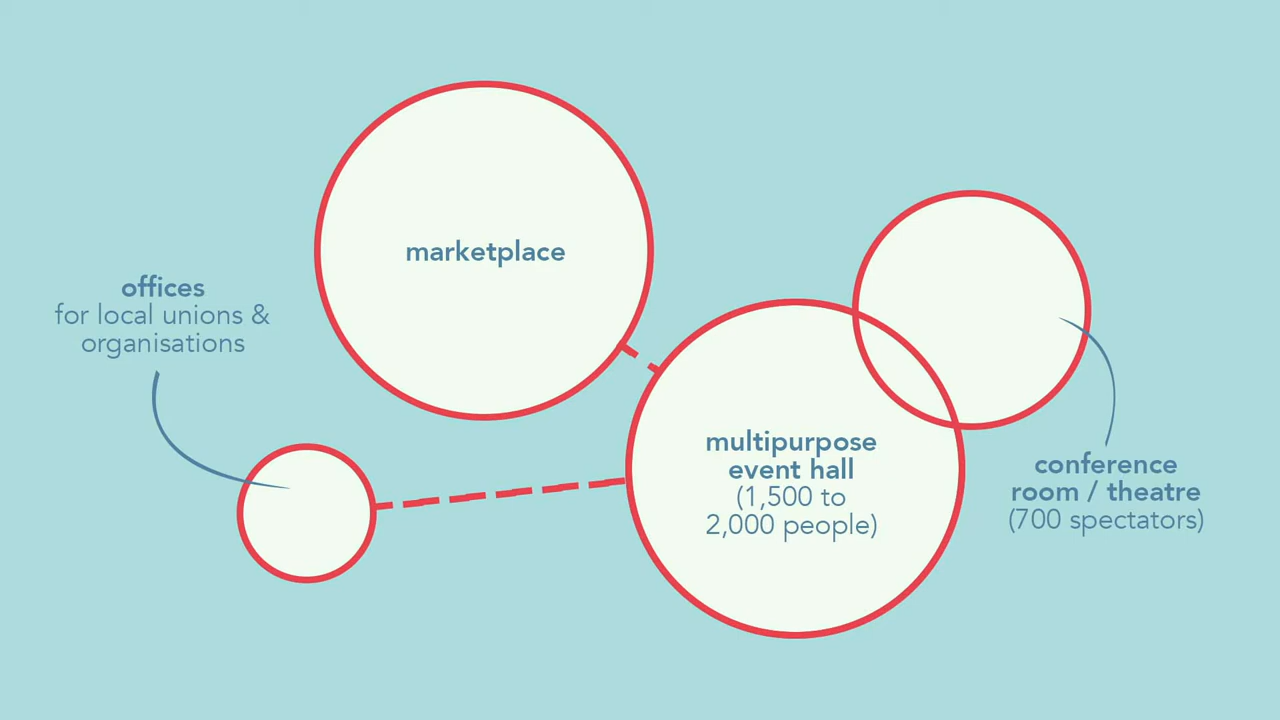 marketplace
offices
for local unions &
organisations
multipurpose
event hall
(1,500 to
2,000 people)
conference
room / theatre
(700 spectators)